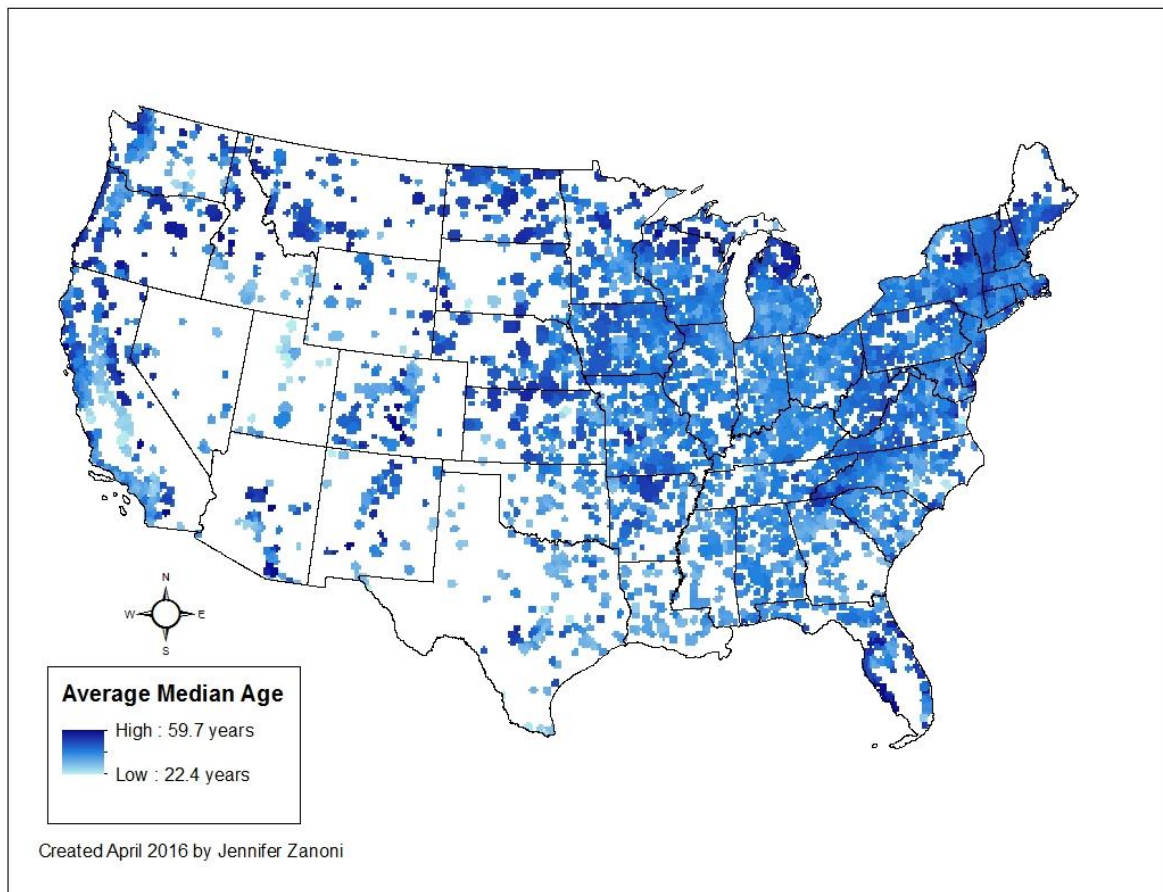 N
W E
S
Average Median Age
High : 59.7 years
Low : 22.4 years
Created April 2016 by Jennifer Zanoni